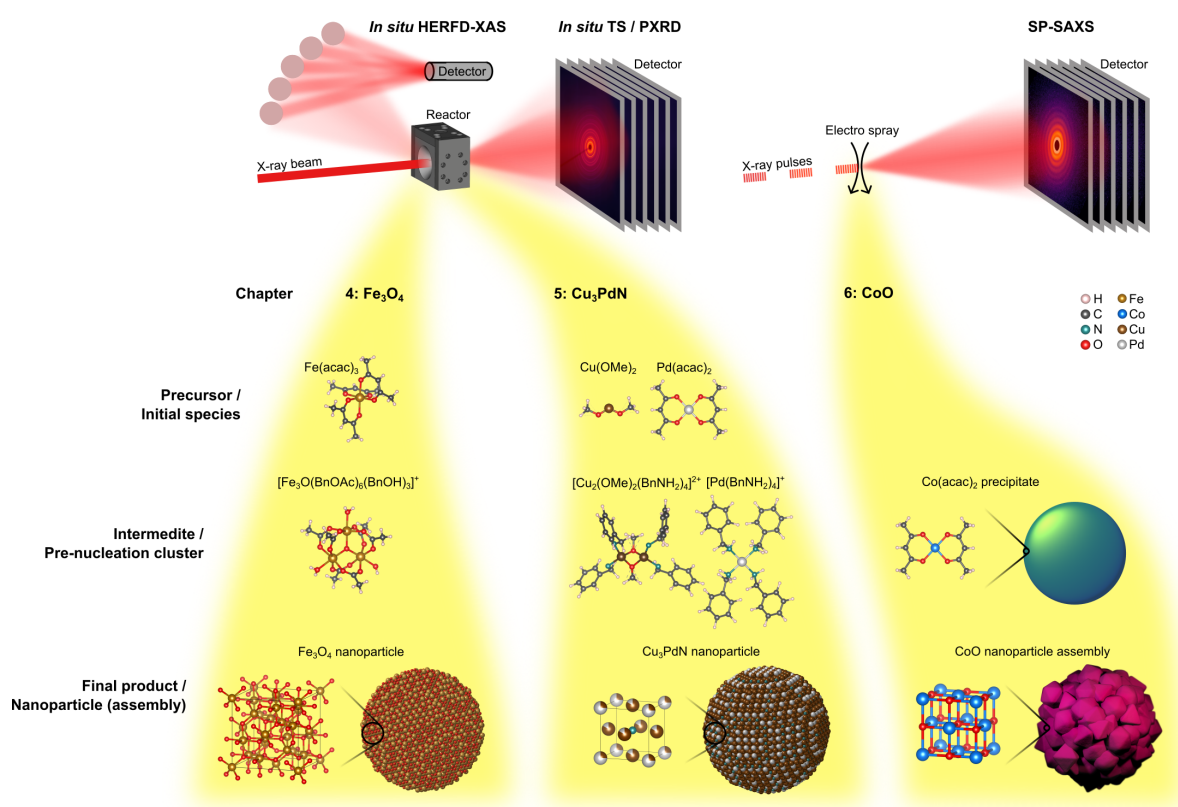 In situ HERFD-XAS
In situ TS / PXRD
SP-SAXS
Detector
Detector
Detector
Reactor
Electro spray
X-ray beam
X-ray pulses
Chapter
4: Fe₃O₄
5: Cu₃PdN
6: CoO
H
Fe
C
Co
N
Cu
O
Pd
Precursor /
Initial species
Fe(acac)₃
Cu(OMe)₂
Pd(acac)₂
Intermedite /
Pre-nucleation cluster
[Fe₃O(BnOAc)₆(BnOH)₃]⁺
[Cu₂(OMe)₂(BnNH₂)₄]²⁺
[Pd(BnNH₂)₄]⁺
Co(acac)₂ precipitate
Final product /
Nanoparticle (assembly)
Fe₃O₄ nanoparticle
Cu₃PdN nanoparticle
CoO nanoparticle assembly